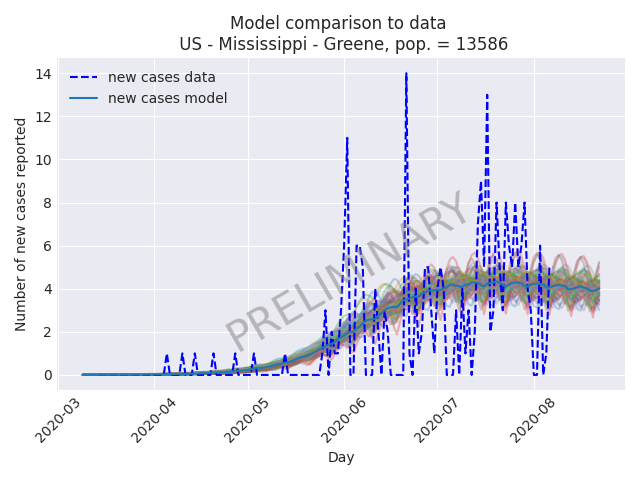 Model comparison to data
US - Mississippi - Greene, pop. = 13586
14
12
10
8
6
4
2
0
new cases data
new cases model
PRELIMINARY
Number of new cases reported
2020-03
2020-04
2020-05
2020-06
2020-07
2020-08
Day